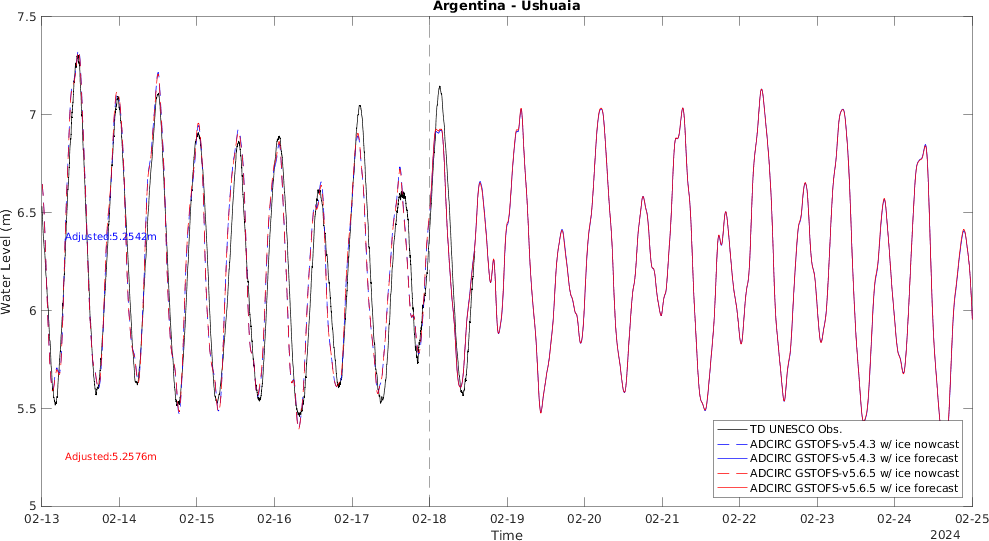 Argentina - Ushuaia
7.5
7
6.5
6
5.5
5
Water Level (m)
Adjusted:5.2542m
Adjusted:5.2576m
TD UNESCO Obs.
ADCIRC GSTOFS-v5.4.3 w/ ice nowcast
ADCIRC GSTOFS-v5.4.3 w/ ice forecast
ADCIRC GSTOFS-v5.6.5 w/ ice nowcast
ADCIRC GSTOFS-v5.6.5 w/ ice forecast
02-13 02-14 02-15 02-16 02-17 02-18 02-19 02-20 02-21 02-22 02-23 02-24 02-25
Time
2024